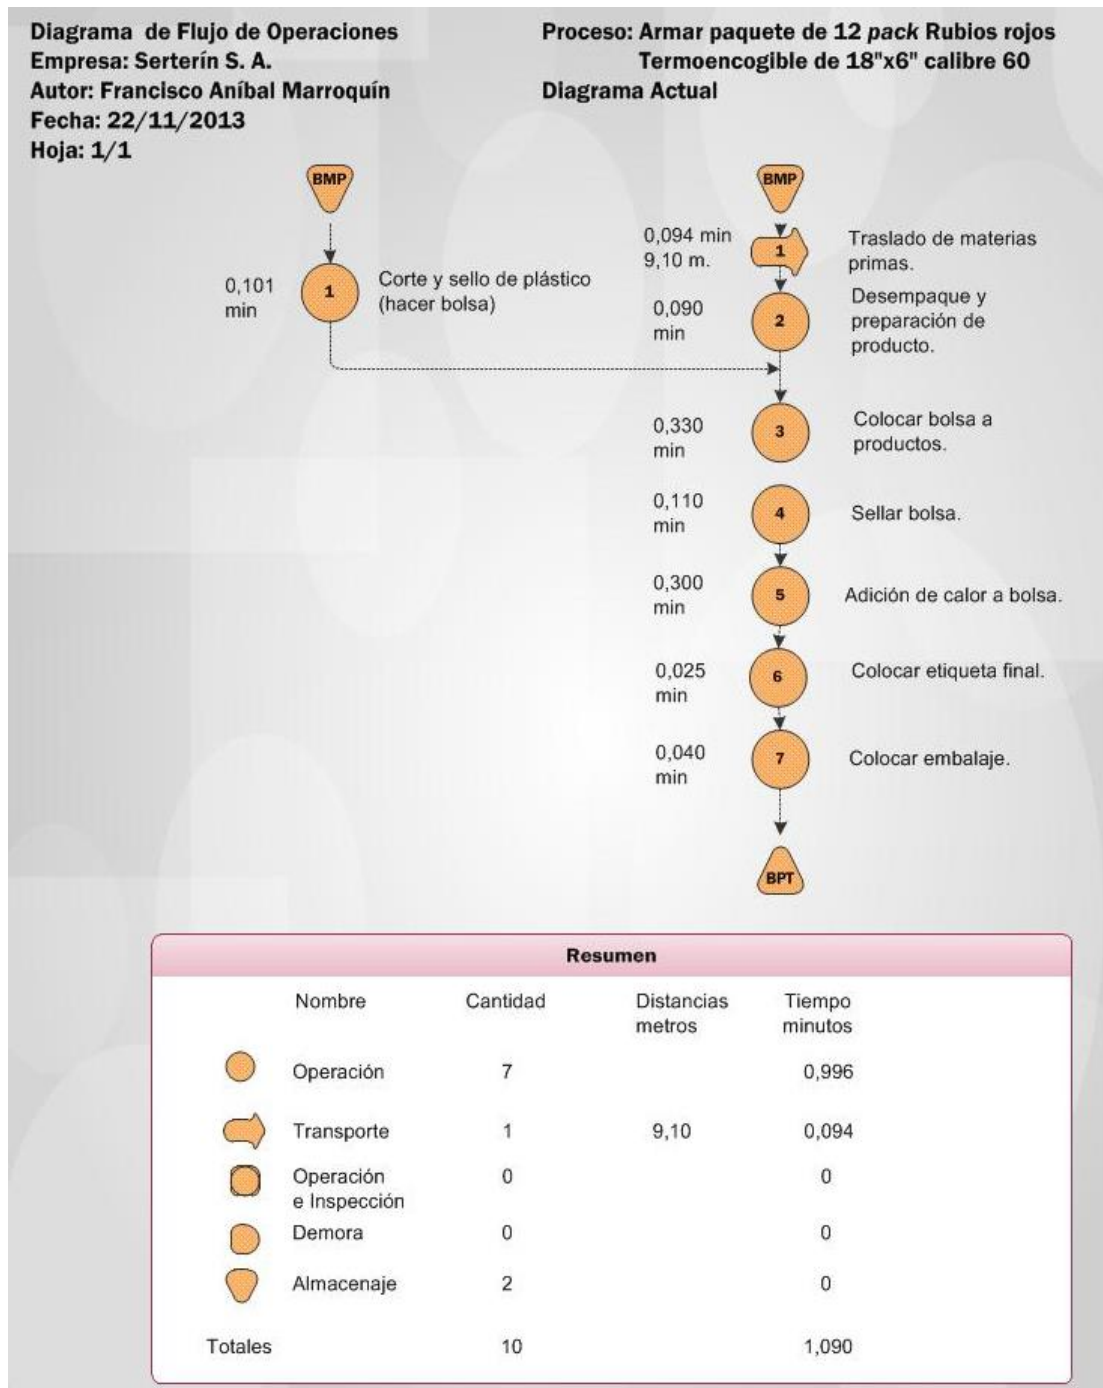 Diagrama de Flujo de Operaciones
Empresa: Serterín S. A.
Autor: Francisco Aníbal Marroquín
Fecha: 22/11/2013
Hoja: 1/1
Proceso: Armar paquete de 12 pack Rubios rojos
Termoencogible de 18"x6" calibre 60
Diagrama Actual
BMP
0,101
min
1
Corte y sello de plástico
(hacer bolsa)
BMP
0,094 min
9,10 m.
1
Traslado de materias
primas.
0,090
min
2
Desempaque y
preparación de
producto.
0,330
min
3
Colocar bolsa a
productos.
0,110
min
4
Sellar bolsa.
0,300
min
5
Adición de calor a bolsa.
0,025
min
6
Colocar etiqueta final.
0,040
min
7
Colocar embalaje.
BPT
Resumen
Nombre Cantidad Distancias Tiempo
metros minutos
Operación 7 0,996
Transporte 1 9,10 0,094
Operación 0 0
e Inspección
Demora 0 0
Almacenaje 2 0
Totales 10 1,090